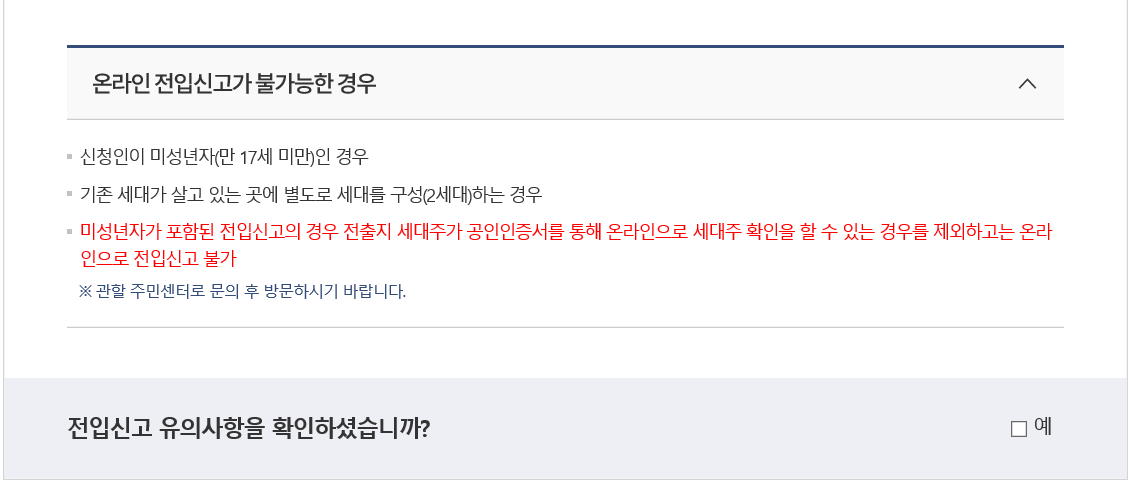 온라인 전입신고가 불가능한 경우
신청인이 미성년자(만 17세 미만)인 경우
기존 세대가 살고 있는 곳에 별도로 세대를 구성(2세대)하는 경우
미성년자가 포함된 전입신고의 경우 전출지 세대주가 공인인증서를 통해 온라인으로 세대주 확인을 할 수 있는 경우를 제외하고는 온라
인으로 전입신고 불가
※ 관할 주민센터로 문의 후 방문하시기 바랍니다.
전입신고 유의사항을 확인하셨습니까?
예